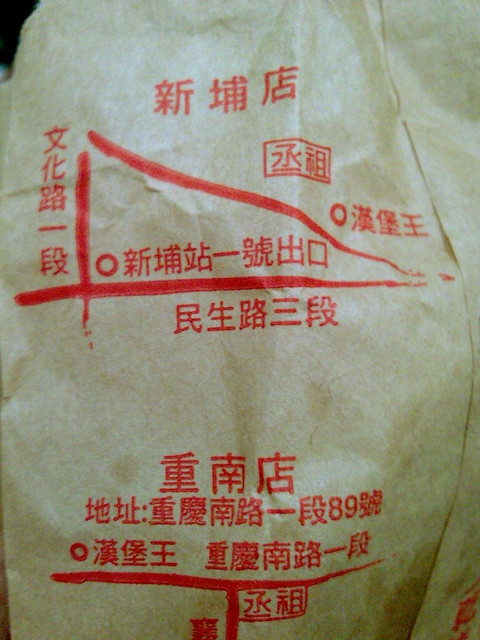 新埔店
文化路一段
丞祖
漢堡王
新埔站一號出口
民生路三段
重南店
地址:重慶南路一段89號
漢堡王 重慶南路一段
丞祖